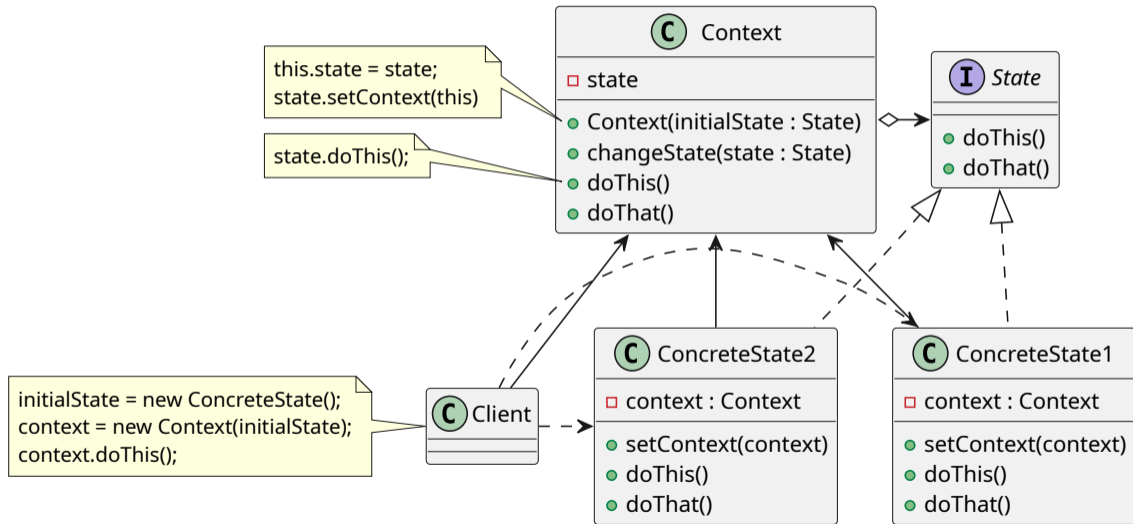 this.state = state;
state.setContext(this)
state.doThis();
C Context
state
Context(initialState : State)
changeState(state : State)
doThis()
doThat()
I State
doThis()
doThat()
initialState = new ConcreteState();
context = new Context(initialState);
context.doThis();
C Client
C ConcreteState2
context : Context
setContext(context)
doThis()
doThat()
C ConcreteState1
context : Context
setContext(context)
doThis()
doThat()